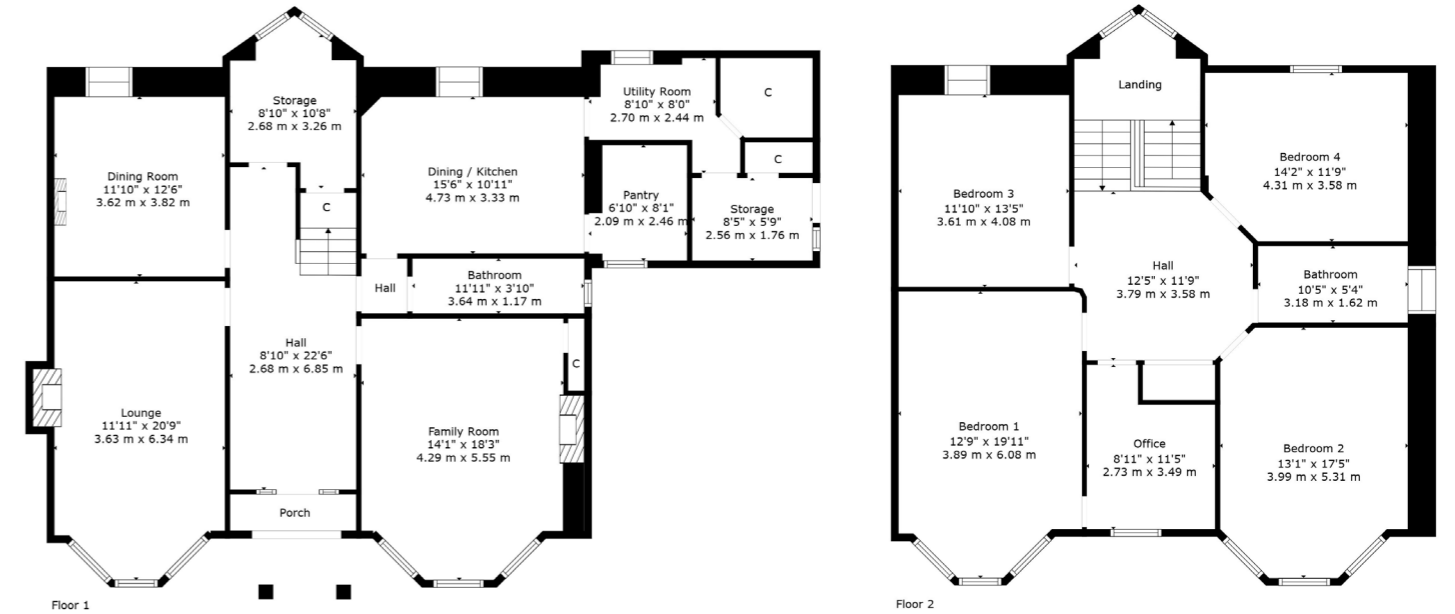 Storage
8'10" x 10'8"
2.68 m x 3.26 m
Dining Room
11'10" x 12'6"
3.62 m x 3.82 m
C
Dining / Kitchen
15'6" x 10'11"
4.73 m x 3.33 m
Utility Room
8'10" x 8'0"
2.70 m x 2.44 m
C
C
Pantry
6'10" x 8'1"
2.09 m x 2.46 m
Storage
8'5" x 5'9"
2.56 m x 1.76 m
Hall
Bathroom
11'11" x 3'10"
3.64 m x 1.17 m
Hall
8'10" x 22'6"
2.68 m x 6.85 m
C
Lounge
11'11" x 20'9"
3.63 m x 6.34 m
Family Room
14'1" x 18'3"
4.29 m x 5.55 m
Porch
Floor 1
Landing
Bedroom 3
11'10" x 13'5"
3.61 m x 4.08 m
Bedroom 4
14'2" x 11'9"
4.31 m x 3.58 m
Hall
12'5" x 11'9"
3.79 m x 3.58 m
Bathroom
10'5" x 5'4"
3.18 m x 1.62 m
Bedroom 1
12'9" x 19'11"
3.89 m x 6.08 m
Office
8'11" x 11'5"
2.73 m x 3.49 m
Bedroom 2
13'1" x 17'5"
3.99 m x 5.31 m
Floor 2